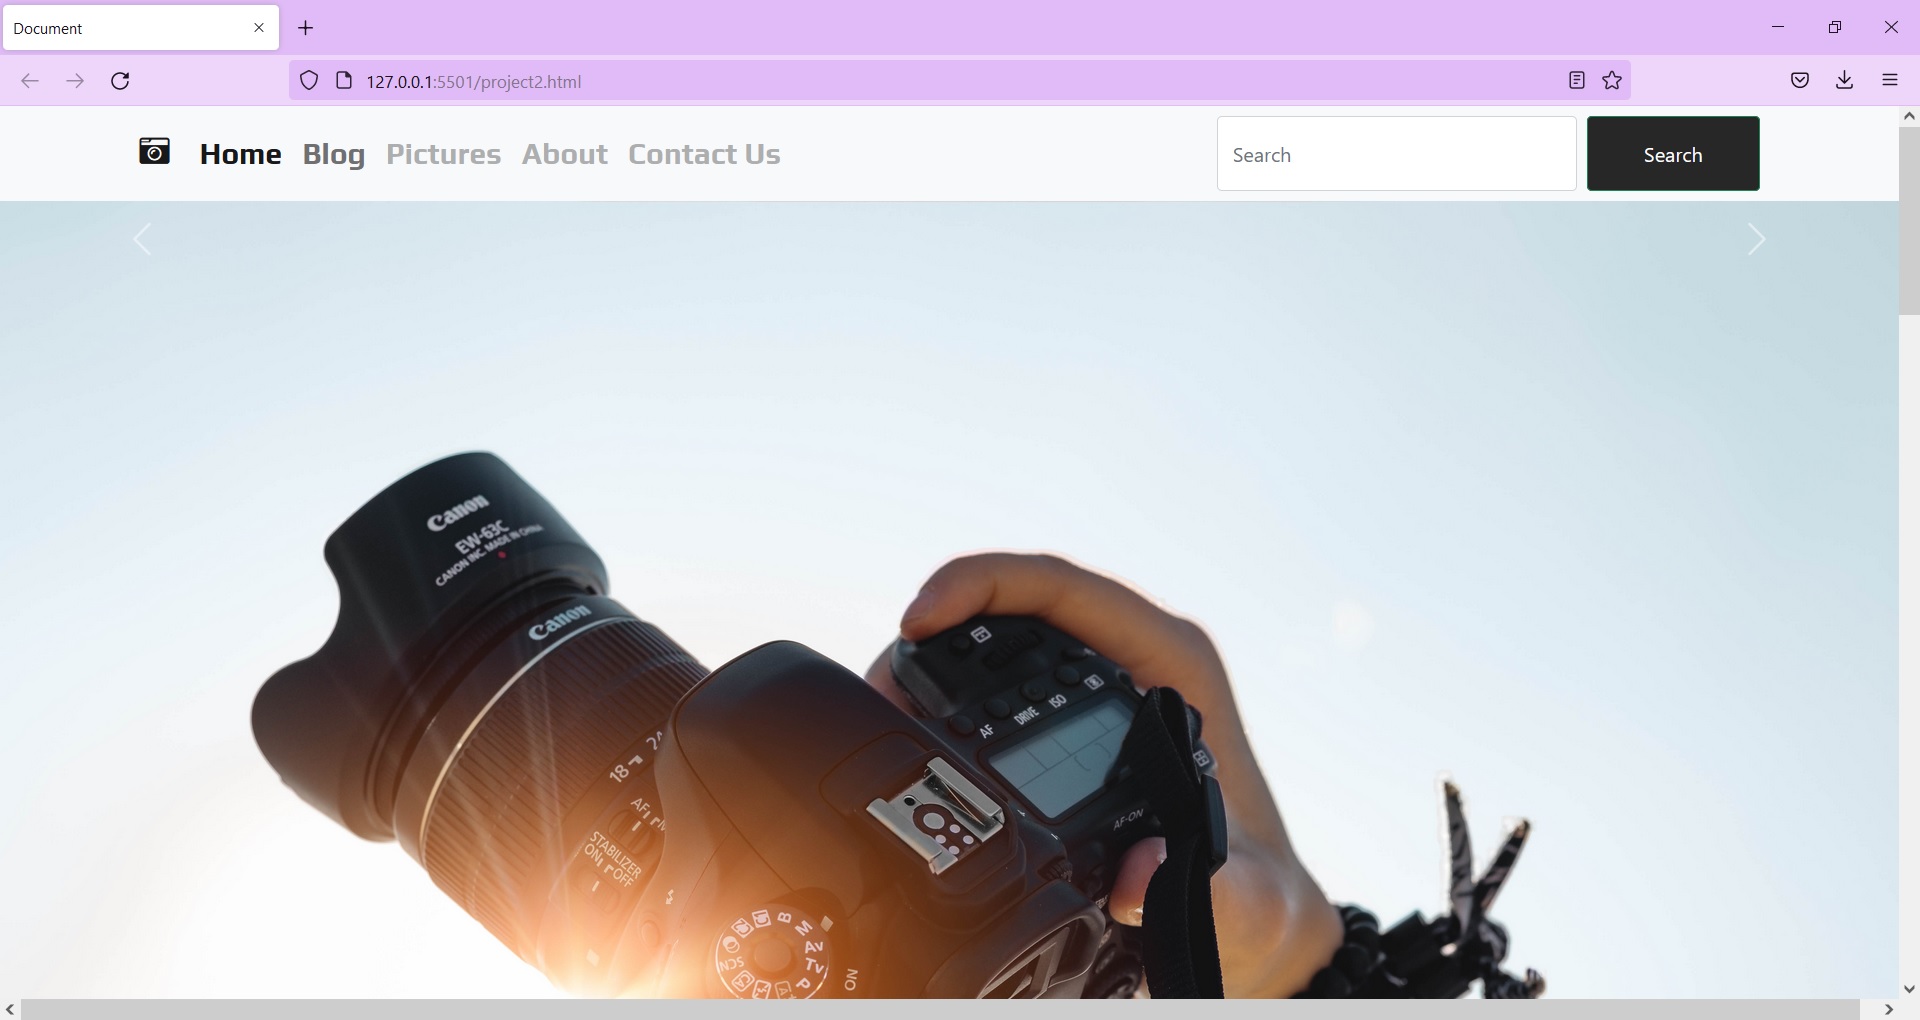 Document
127.0.0.1:5501/project2.html
Home Blog Pictures About Contact Us
Search
Search
Canon
EW-63C
CANON INC. MADE IN CHINA
Canon
AF DRIVE ISO
18 24
AF
STABILIZER
ON OFF
AF-ON
B M Av Tv P
SCN
ON